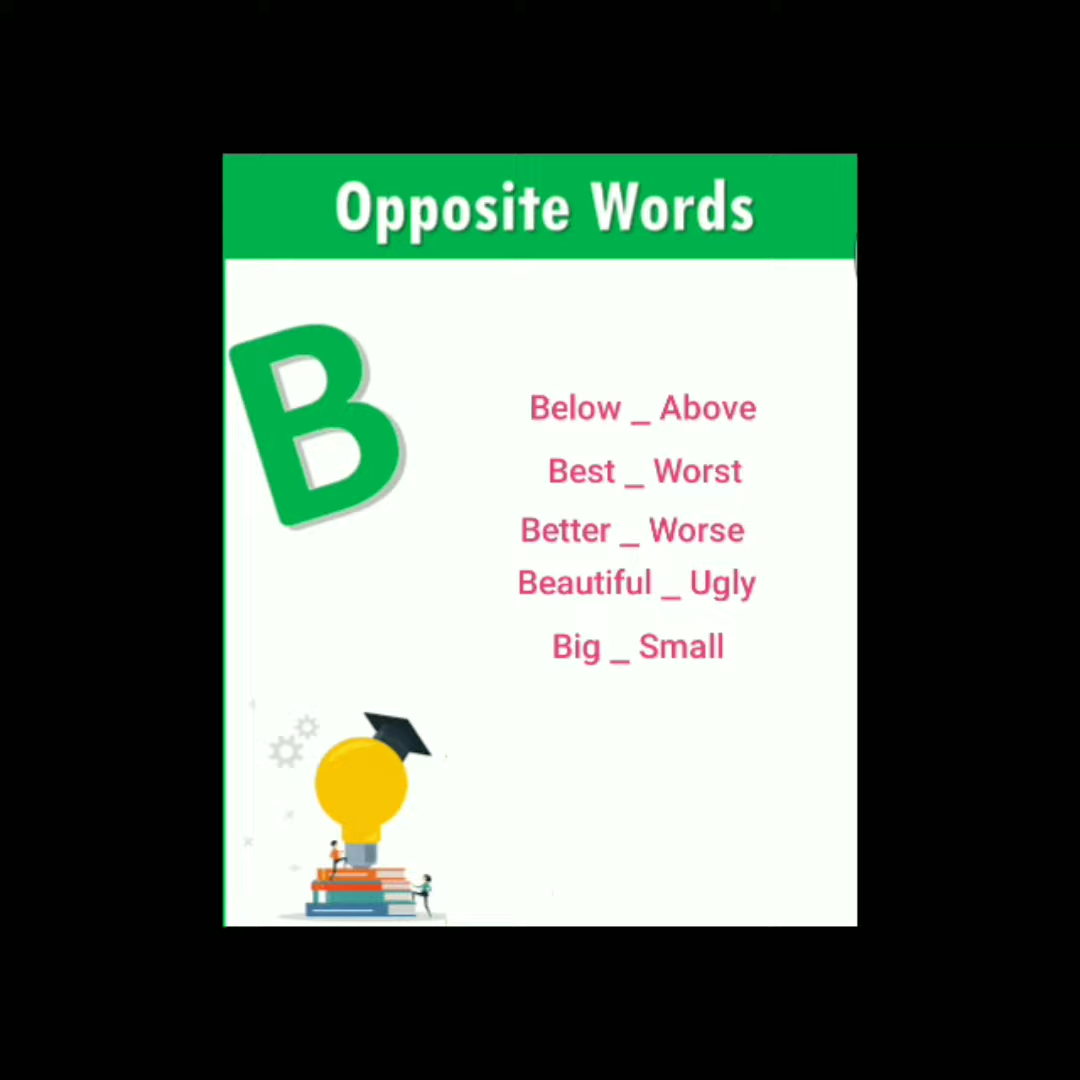 Opposite Words
B
Below _ Above
Best _ Worst
Better _ Worse
Beautiful _ Ugly
Big _ Small